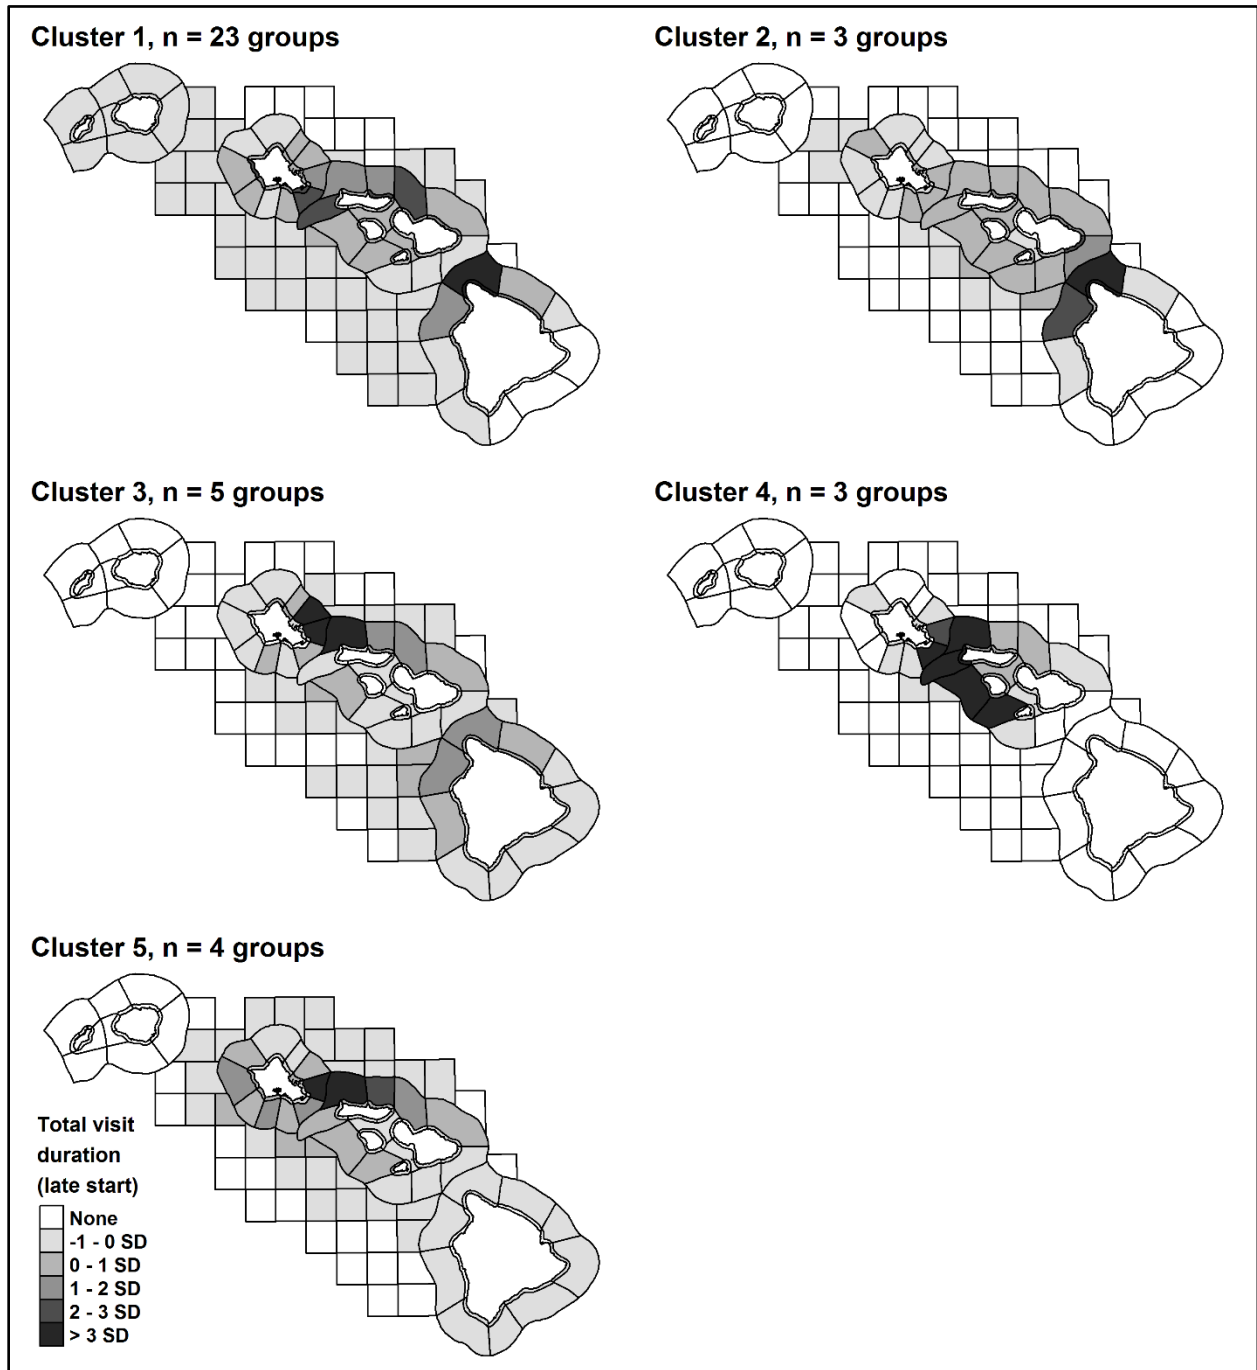 Cluster 1, n = 23 groups
Cluster 2, n = 3 groups
Cluster 3, n = 5 groups
Cluster 4, n = 3 groups
Cluster 5, n = 4 groups
Total visit
duration
(late start)
None
-1 - 0 SD
0 - 1 SD
1 - 2 SD
2 - 3 SD
> 3 SD